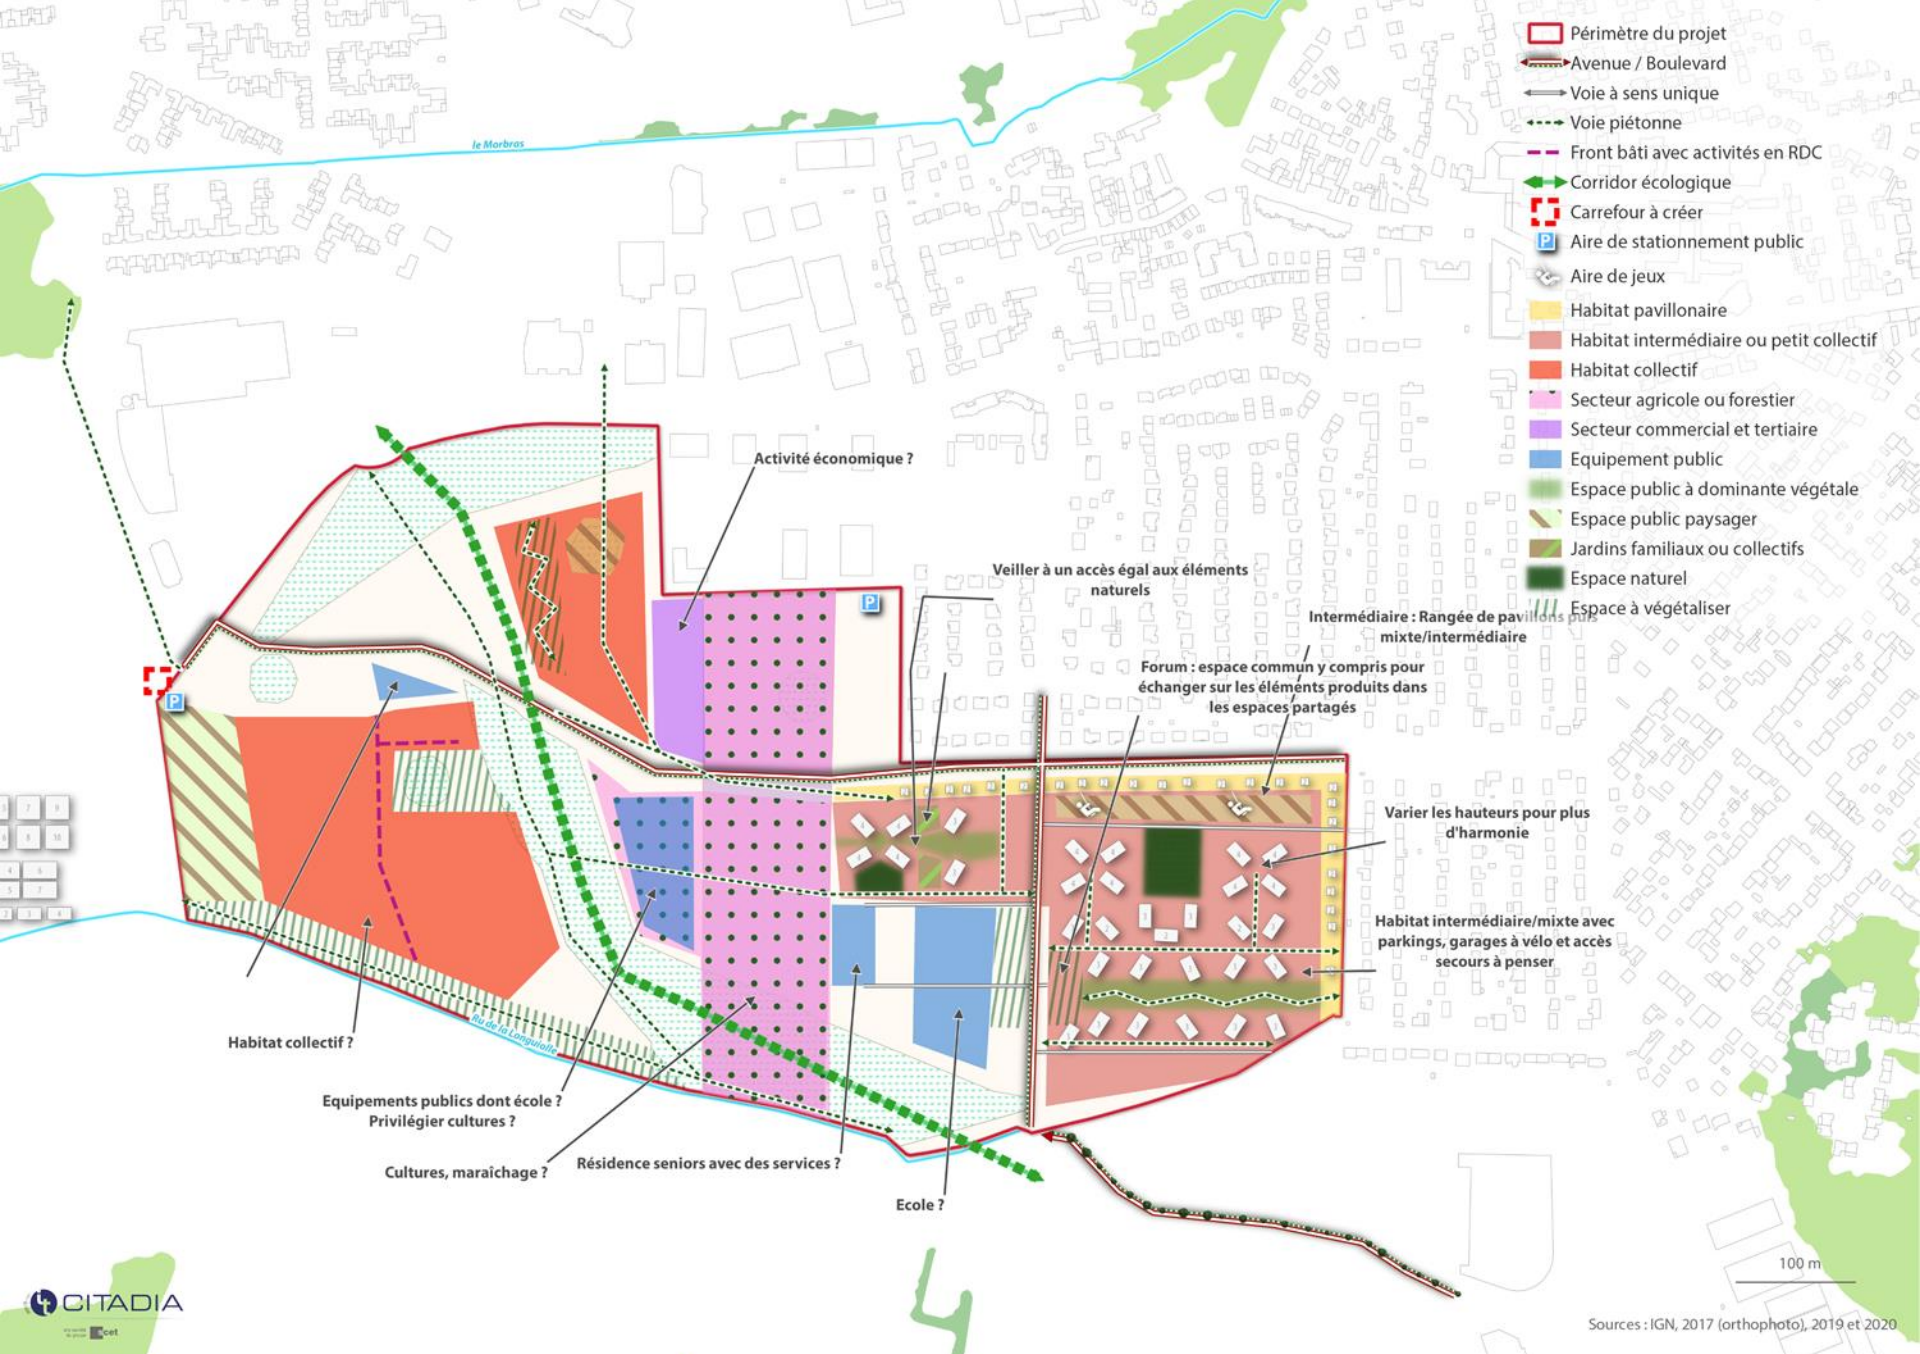 Périmètre du projet
Avenue / Boulevard
Voie à sens unique
Voie piétonne
Front bâti avec activités en RDC
Corridor écologique
Carrefour à créer
P
Aire de stationnement public
Aire de jeux
Habitat pavillonaire
Habitat intermédiaire ou petit collectif
Habitat collectif
Secteur agricole ou forestier
Secteur commercial et tertiaire
Equipement public
Espace public à dominante végétale
Espace public paysager
Jardins familiaux ou collectifs
Espace naturel
Espace à végétaliser
le Morbras
Activité économique ?
Veiller à un accès égal aux éléments
naturels
P
Intermédiaire : Rangée de pavillons puis
mixte/intermédiaire
Forum : espace commun y compris pour
échanger sur les éléments produits dans
les espaces partagés
P
Varier les hauteurs pour plus
d'harmonie
Habitat intermédiaire/mixte avec
parkings, garages à vélo et accès
secours à penser
Ru de la Longuiolle
Habitat collectif ?
Equipements publics dont école ?
Privilégier cultures ?
Cultures, maraîchage ?
Résidence seniors avec des services ?
Ecole ?
100 m
CITADIA
Sources : IGN, 2017 (orthophoto), 2019 et 2020